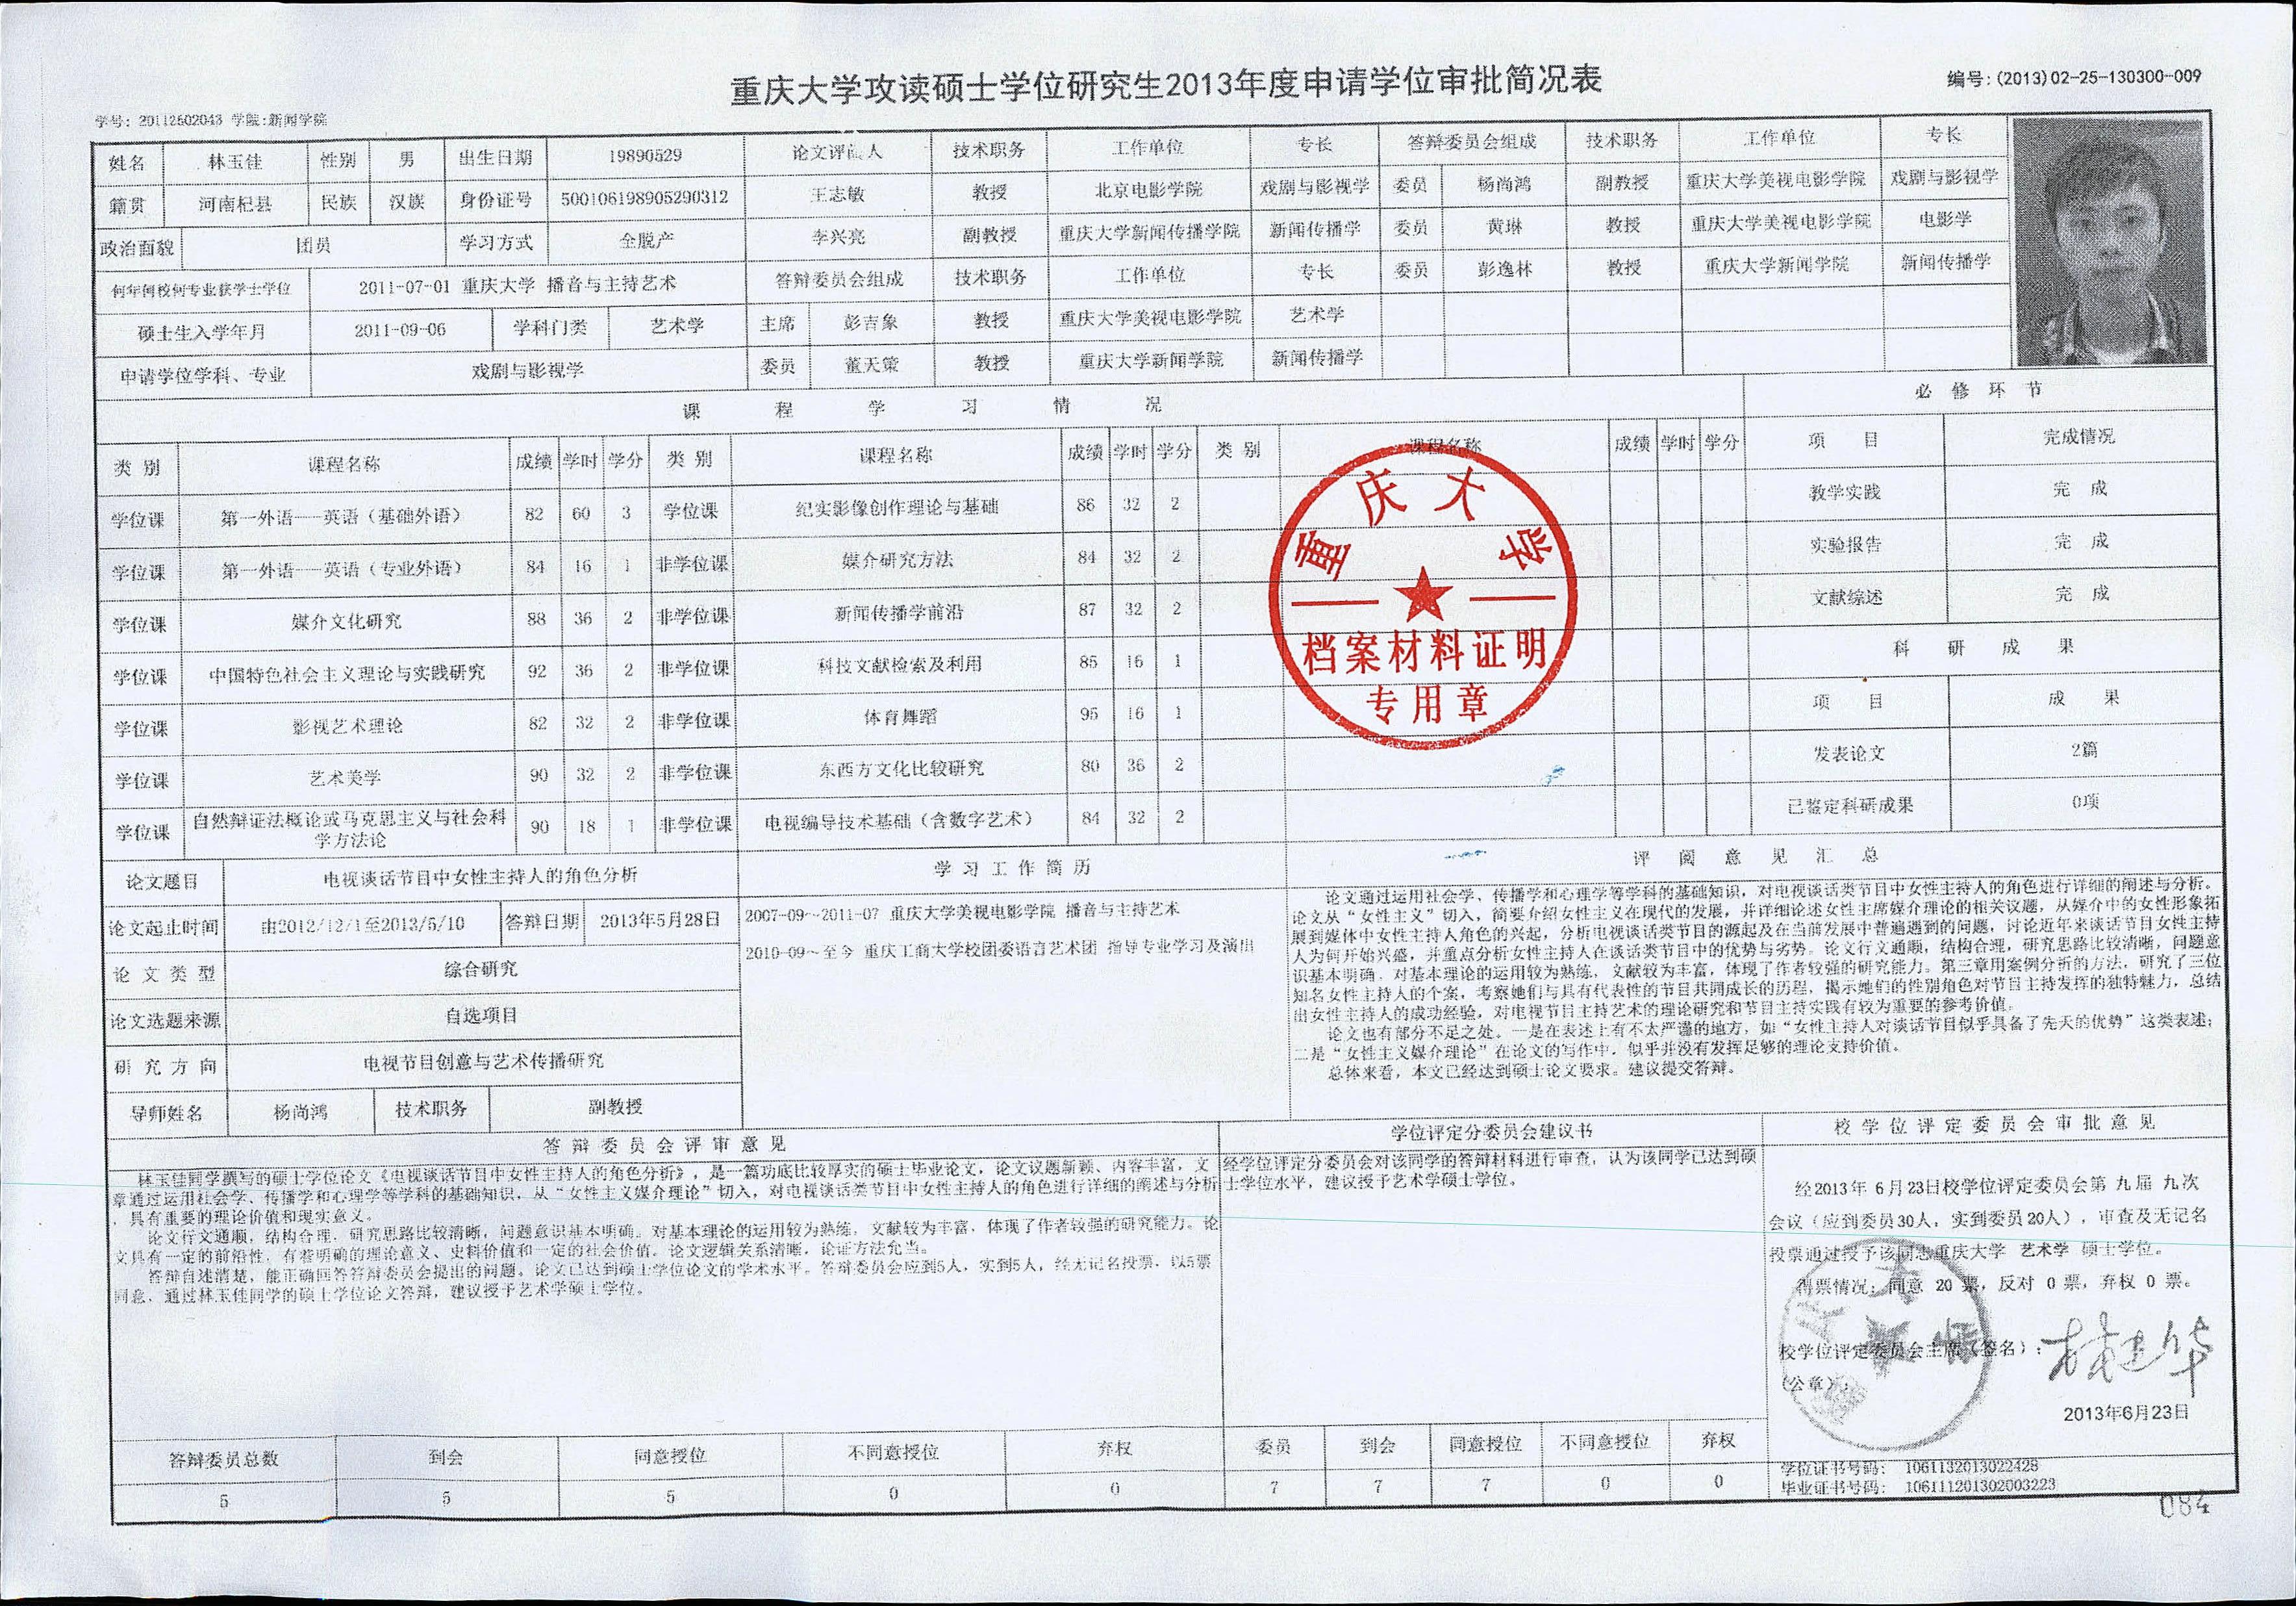 重庆大学攻读硕士学位研究生2013年度申请学位审批简况表
编号:(2013)02-25-130300-009
学号: 20112502043 学院:新闻学院
姓名 林玉佳 性别 男 出生日期 19890529 论文评阅人 技术职务 工作单位 专长 答辩委员会组成 技术职务 工作单位 专长
籍贯 河南杞县 民族 汉族 身份证号 500106198905290312 王志敏 教授 北京电影学院 戏剧与影视学 委员 杨尚鸿 副教授 重庆大学美视电影学院 戏剧与影视学
政治面貌 团员 学习方式 全脱产 李兴亮 副教授 重庆大学新闻传播学院 新闻传播学 委员 黄琳 教授 重庆大学美视电影学院 电影学
何年何校何专业获学士学位 2011-07-01 重庆大学 播音与主持艺术 答辩委员会组成 技术职务 工作单位 专长 委员 彭逸林 教授 重庆大学新闻学院 新闻传播学
硕士生入学年月 2011-09-06 学科门类 艺术学 主席 彭吉象 教授 重庆大学美视电影学院 艺术学
申请学位学科、专业 戏剧与影视学 委员 董天策 教授 重庆大学新闻学院 新闻传播学
课程学习情况 必修环节
类别 课程名称 成绩 学时 学分 类别 课程名称 成绩 学时 学分 类别 课程名称 成绩 学时 学分 项目 完成情况
学位课 第一外语——英语（基础外语） 82 60 3 学位课 纪实影像创作理论与基础 86 32 2 教学实践 完成
学位课 第一外语——英语（专业外语） 84 16 1 非学位课 媒介研究方法 84 32 2 实验报告 完成
学位课 媒介文化研究 88 36 2 非学位课 新闻传播学前沿 87 32 2 文献综述 完成
学位课 中国特色社会主义理论与实践研究 92 36 2 非学位课 科技文献检索及利用 85 16 1 科研成果
学位课 影视艺术理论 82 32 2 非学位课 体育舞蹈 95 16 1 项目 成果
学位课 艺术美学 90 32 2 非学位课 东西方文化比较研究 80 36 2 发表论文 2篇
学位课 自然辩证法概论或马克思主义与社会科学方法论 90 18 1 非学位课 电视编导技术基础（含数字艺术） 84 32 2 已鉴定科研成果 0项
重庆大学
档案材料证明
专用章
论文题目 电视谈话节目中女性主持人的角色分析
论文起止时间 由2012/12/1至2013/5/10 答辩日期 2013年5月28日
论文类型 综合研究
论文选题来源 自选项目
研究方向 电视节目创意与艺术传播研究
导师姓名 杨尚鸿 技术职务 副教授
学习工作简历
2007-09~2011-07 重庆大学美视电影学院 播音与主持艺术
2010-09~至今 重庆工商大学校团委语言艺术团 指导专业学习及演出
评阅意见汇总
论文通过运用社会学、传播学和心理学等学科的基础知识，对电视谈话类节目中女性主持人的角色进行详细的阐述与分析。
论文从“女性主义”切入，简要介绍女性主义在现代的发展，并详细论述女性主席媒介理论的相关议题，从媒介中的女性形象拓
展到媒体中女性主持人角色的兴起，分析电视谈话类节目的源起及在当前发展中普遍遇到的问题，讨论近年来谈话节目女性主持
人为何开始兴盛，并重点分析女性主持人在谈话类节目中的优势与劣势。论文行文通顺，结构合理，研究思路比较清晰，问题意
识基本明确，对基本理论的运用较为熟练，文献较为丰富，体现了作者较强的研究能力。第三章用案例分析的方法，研究了三位
知名女性主持人的个案，考察她们与具有代表性的节目共同成长的历程，揭示她们的性别角色对节目主持发挥的独特魅力，总结
出女性主持人的成功经验，对电视节目主持艺术的理论研究和节目主持实践有较为重要的参考价值。
论文也有部分不足之处。一是在表述上有不太严谨的地方，如“女性主持人对谈话节目似乎具备了先天的优势”这类表述；
二是“女性主义媒介理论”在论文的写作中，似乎并没有发挥足够的理论支持价值。
总体来看，本文已经达到硕士论文要求。建议提交答辩。
答辩委员会评审意见
林玉佳同学撰写的硕士学位论文《电视谈话节目中女性主持人的角色分析》，是一篇功底比较厚实的硕士毕业论文，论文议题新颖、内容丰富，文
章通过运用社会学、传播学和心理学等学科的基础知识，从“女性主义媒介理论”切入，对电视谈话类节目中女性主持人的角色进行详细的阐述与分析
，具有重要的理论价值和现实意义。
论文行文通顺，结构合理，研究思路比较清晰，问题意识基本明确，对基本理论的运用较为熟练，文献较为丰富，体现了作者较强的研究能力。论
文具有一定的前沿性，有着明确的理论意义、史料价值和一定的社会价值，论文逻辑关系清晰，论证方法允当。
答辩自述清楚，能正确回答答辩委员会提出的问题。论文已达到硕士学位论文的学术水平。答辩委员会应到5人，实到5人，经无记名投票，以5票
同意，通过林玉佳同学的硕士学位论文答辩，建议授予艺术学硕士学位。
学位评定分委员会建议书
经学位评定分委员会对该同学的答辩材料进行审查，认为该同学已达到硕
士学位水平，建议授予艺术学硕士学位。
校学位评定委员会审批意见
经2013年 6月23日校学位评定委员会第 九届 九次
会议（应到委员30人，实到委员20人），审查及无记名
投票通过授予该同志重庆大学 艺术学 硕士学位。
得票情况：同意 20 票，反对 0 票，弃权 0 票。
校学位评定委员会主席（签名）：
（公章）：
2013年6月23日
答辩委员总数 到会 同意授位 不同意授位 弃权 委员 到会 同意授位 不同意授位 弃权
5 5 5 0 0 7 7 7 0 0
学位证书号码： 1061132013022428
毕业证书号码： 106111201302003223
084